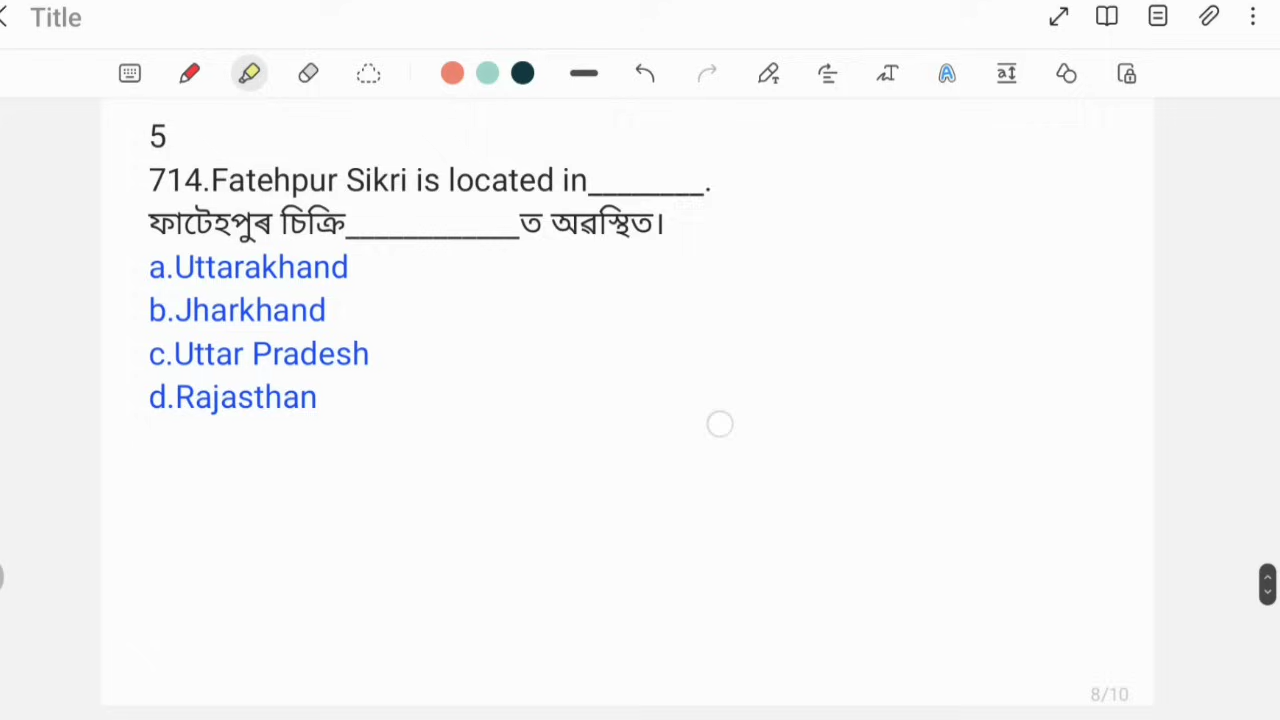 Title
5
714.Fatehpur Sikri is located in________.
ফাটেহপুৰ চিক্ৰি____________ত অৱস্থিত।
a.Uttarakhand
b.Jharkhand
c.Uttar Pradesh
d.Rajasthan
8/10